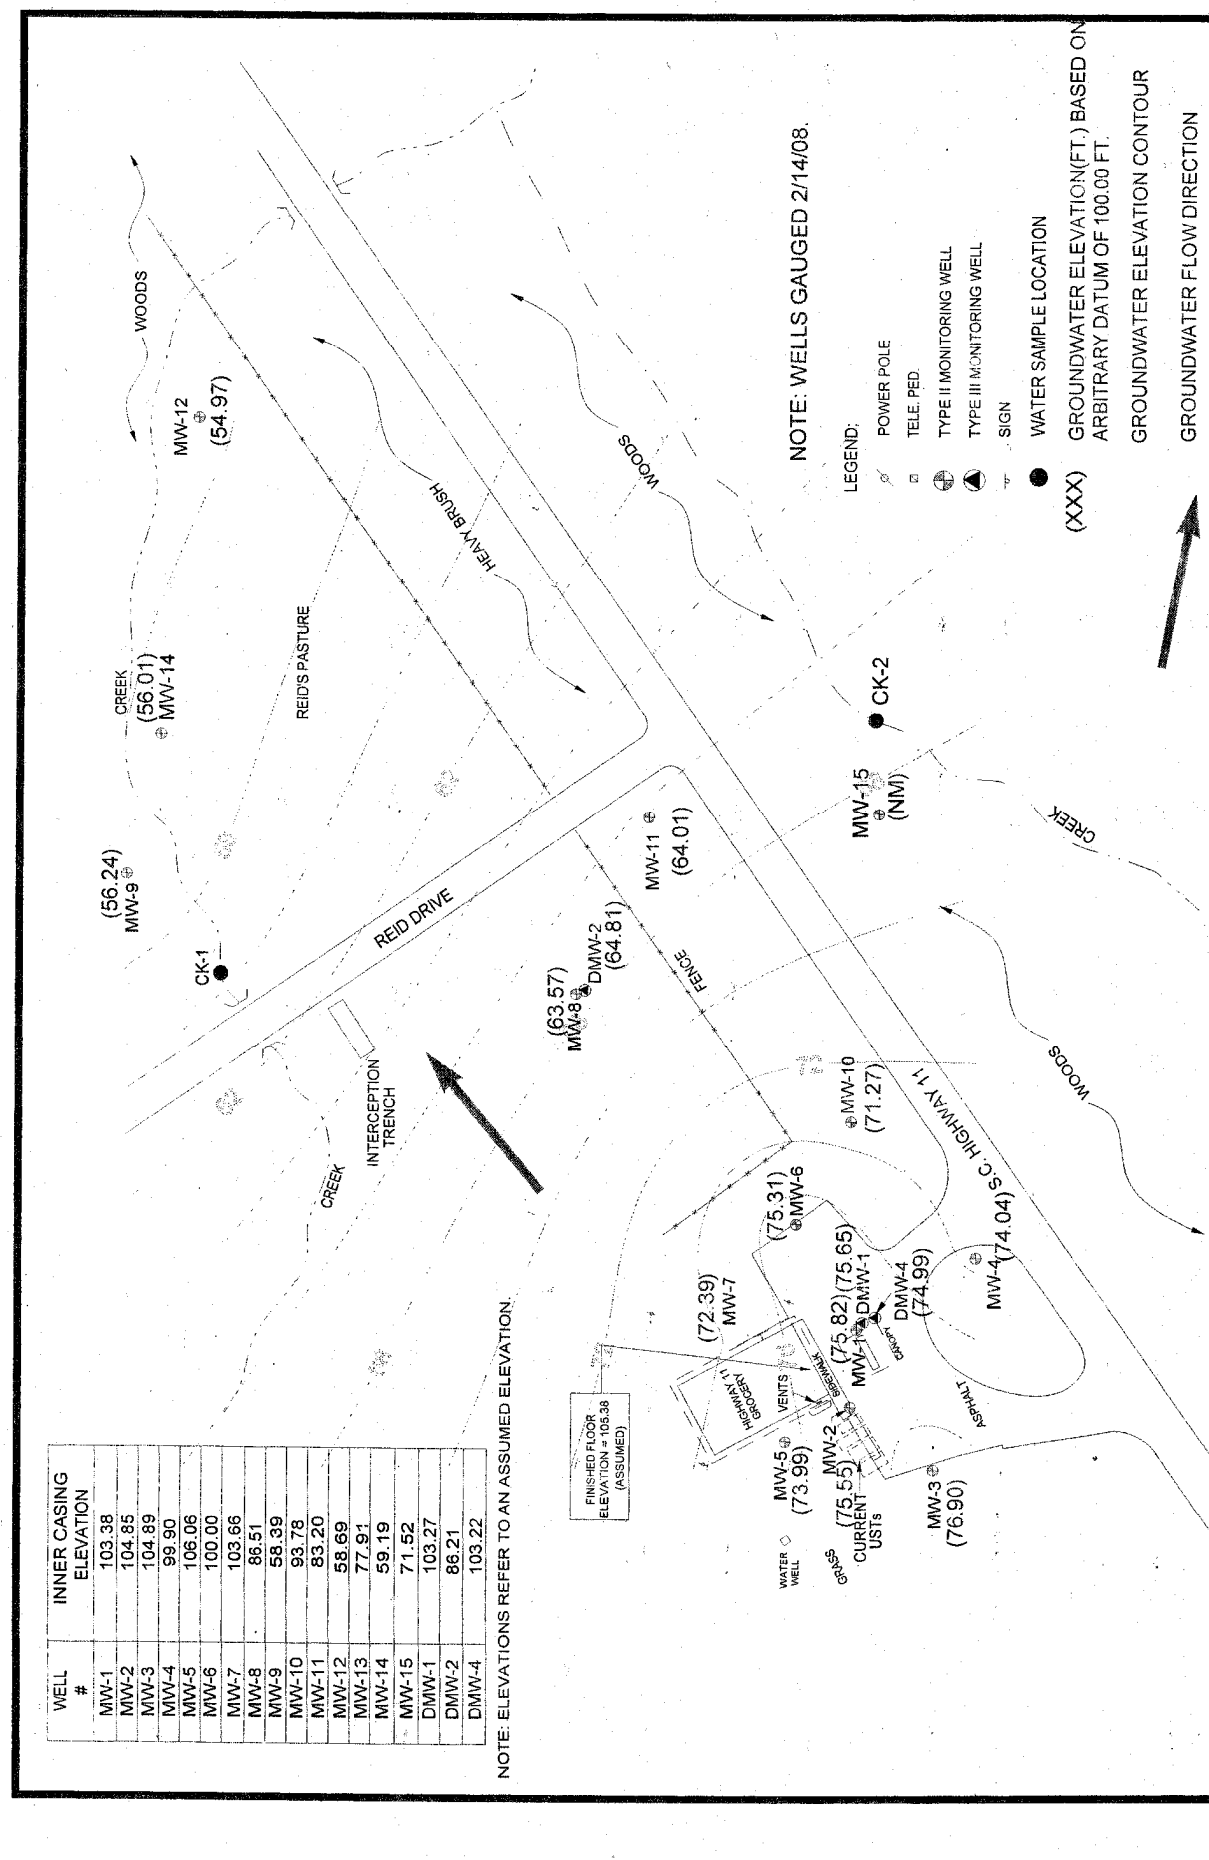 WELL # INNER CASING ELEVATION
MW-1 103.38
MW-2 104.85
MW-3 104.89
MW-4 99.90
MW-5 106.06
MW-6 100.00
MW-7 103.66
MW-8 86.51
MW-9 58.39
MW-10 93.78
MW-11 83.20
MW-12 58.69
MW-13 77.91
MW-14 59.19
MW-15 71.52
DMW-1 103.27
DMW-2 86.21
DMW-4 103.22
NOTE: ELEVATIONS REFER TO AN ASSUMED ELEVATION.
FINISHED FLOOR
ELEVATION = 105.38
(ASSUMED)
WATER
WELL
GRASS
MW-5
(73.99)
MW-2
(75.55)
CURRENT
USTs
MW-3
(76.90)
VENTS
SIDEWALK
HIGHWAY 11
GROCERY
(72.39)
MW-7
(75.31)
MW-6
(75.82)
MW-1
(75.65)
DMW-1
DMW-4
(74.99)
CANOPY
ASPHALT
MW-4
(74.04)
S.C. HIGHWAY 11
MW-10
(71.27)
WOODS
CREEK
INTERCEPTION
TRENCH
CREEK
(63.57)
MW-8
DMW-2
(64.81)
FENCE
REID DRIVE
CK-1
(56.24)
MW-9
MW-11
(64.01)
MW-15
(NM)
CK-2
CREEK
(56.01)
MW-14
REID'S PASTURE
HEAVY BRUSH
WOODS
MW-12
(54.97)
WOODS
NOTE: WELLS GAUGED 2/14/08.
LEGEND:
POWER POLE
TELE. PED.
TYPE II MONITORING WELL
TYPE III MONITORING WELL
SIGN
WATER SAMPLE LOCATION
(XXX) GROUNDWATER ELEVATION(FT.) BASED ON
ARBITRARY DATUM OF 100.00 FT.
GROUNDWATER ELEVATION CONTOUR
GROUNDWATER FLOW DIRECTION